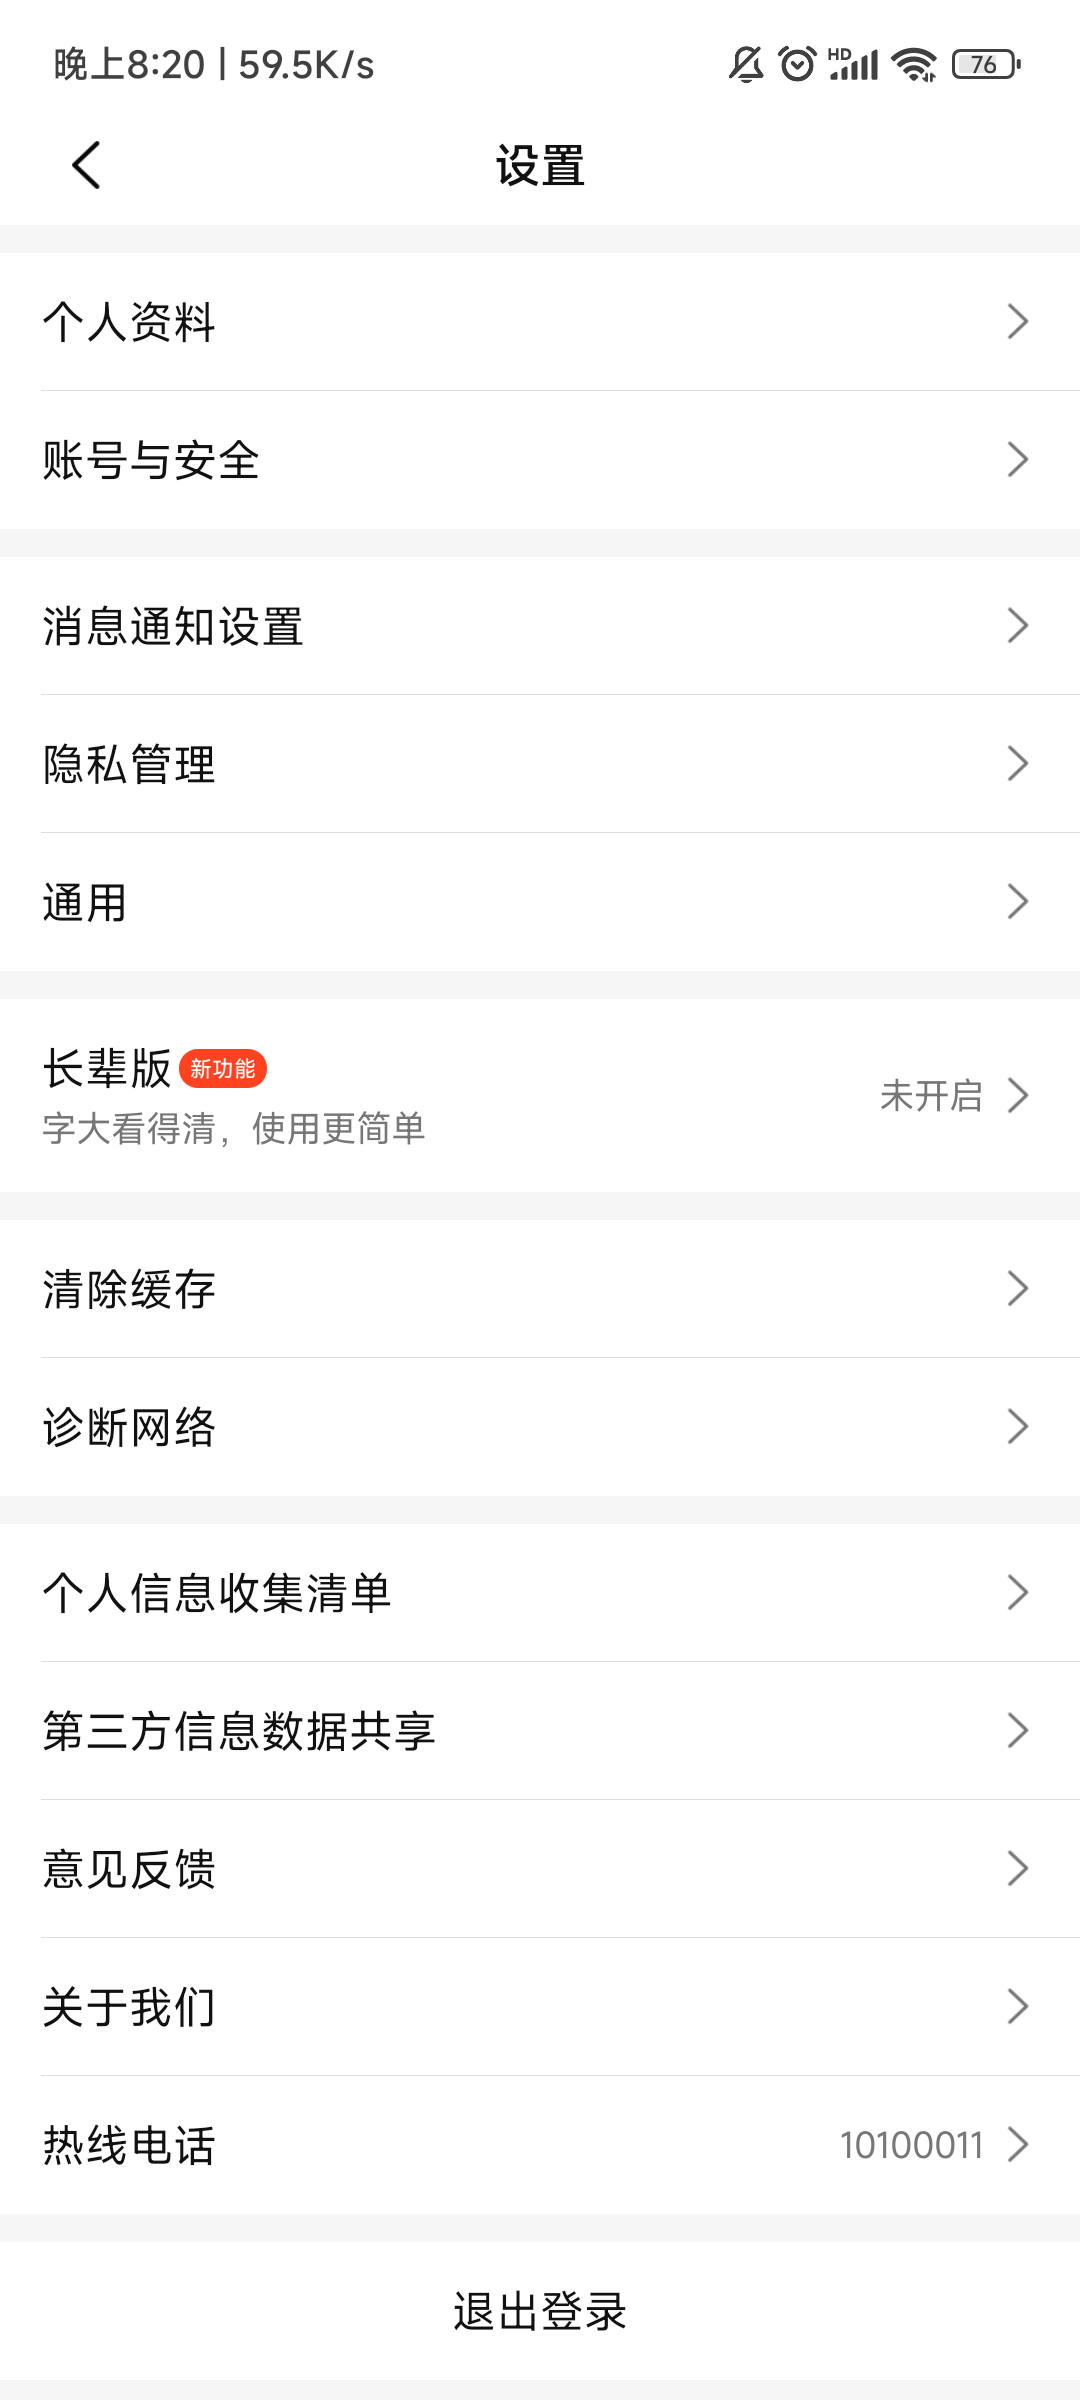 晚上8:20 | 59.5K/s HD 76
设置
个人资料
账号与安全
消息通知设置
隐私管理
通用
长辈版 新功能
字大看得清，使用更简单
未开启
清除缓存
诊断网络
个人信息收集清单
第三方信息数据共享
意见反馈
关于我们
热线电话 10100011
退出登录